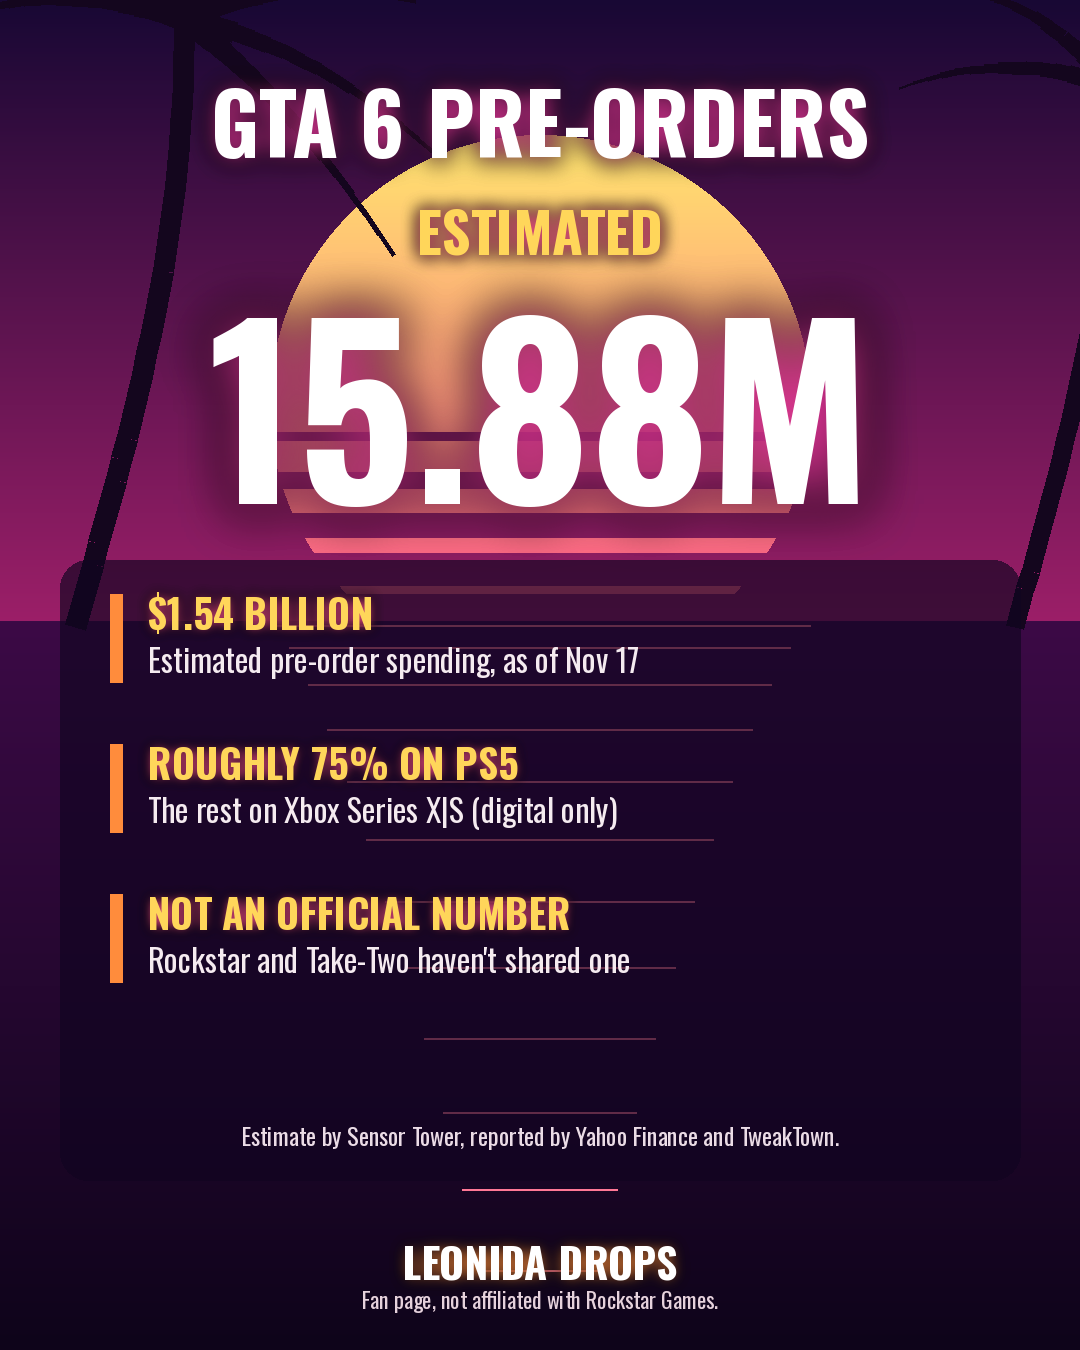 GTA 6 PRE-ORDERS
ESTIMATED
15.88M
$1.54 BILLION
Estimated pre-order spending, as of Nov 17
ROUGHLY 75% ON PS5
The rest on Xbox Series X|S (digital only)
NOT AN OFFICIAL NUMBER
Rockstar and Take-Two haven't shared one
Estimate by Sensor Tower, reported by Yahoo Finance and TweakTown.
LEONIDA DROPS
Fan page, not affiliated with Rockstar Games.